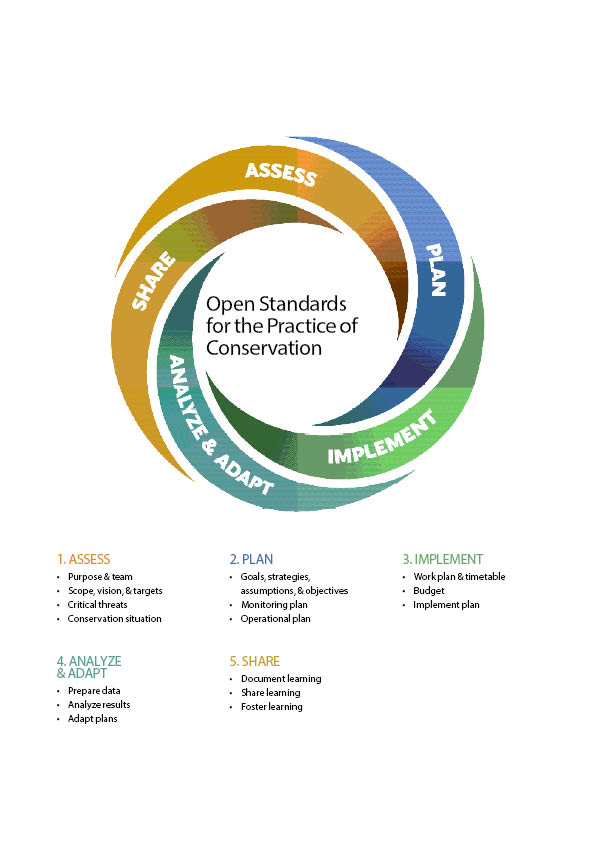 ASSESS
PLAN
SHARE
Open Standards
for the Practice of
Conservation
ANALYZE & ADAPT
IMPLEMENT
1. ASSESS
• Purpose & team
• Scope, vision, & targets
• Critical threats
• Conservation situation
2. PLAN
• Goals, strategies,
assumptions, & objectives
• Monitoring plan
• Operational plan
3. IMPLEMENT
• Work plan & timetable
• Budget
• Implement plan
4. ANALYZE
& ADAPT
• Prepare data
• Analyze results
• Adapt plans
5. SHARE
• Document learning
• Share learning
• Foster learning